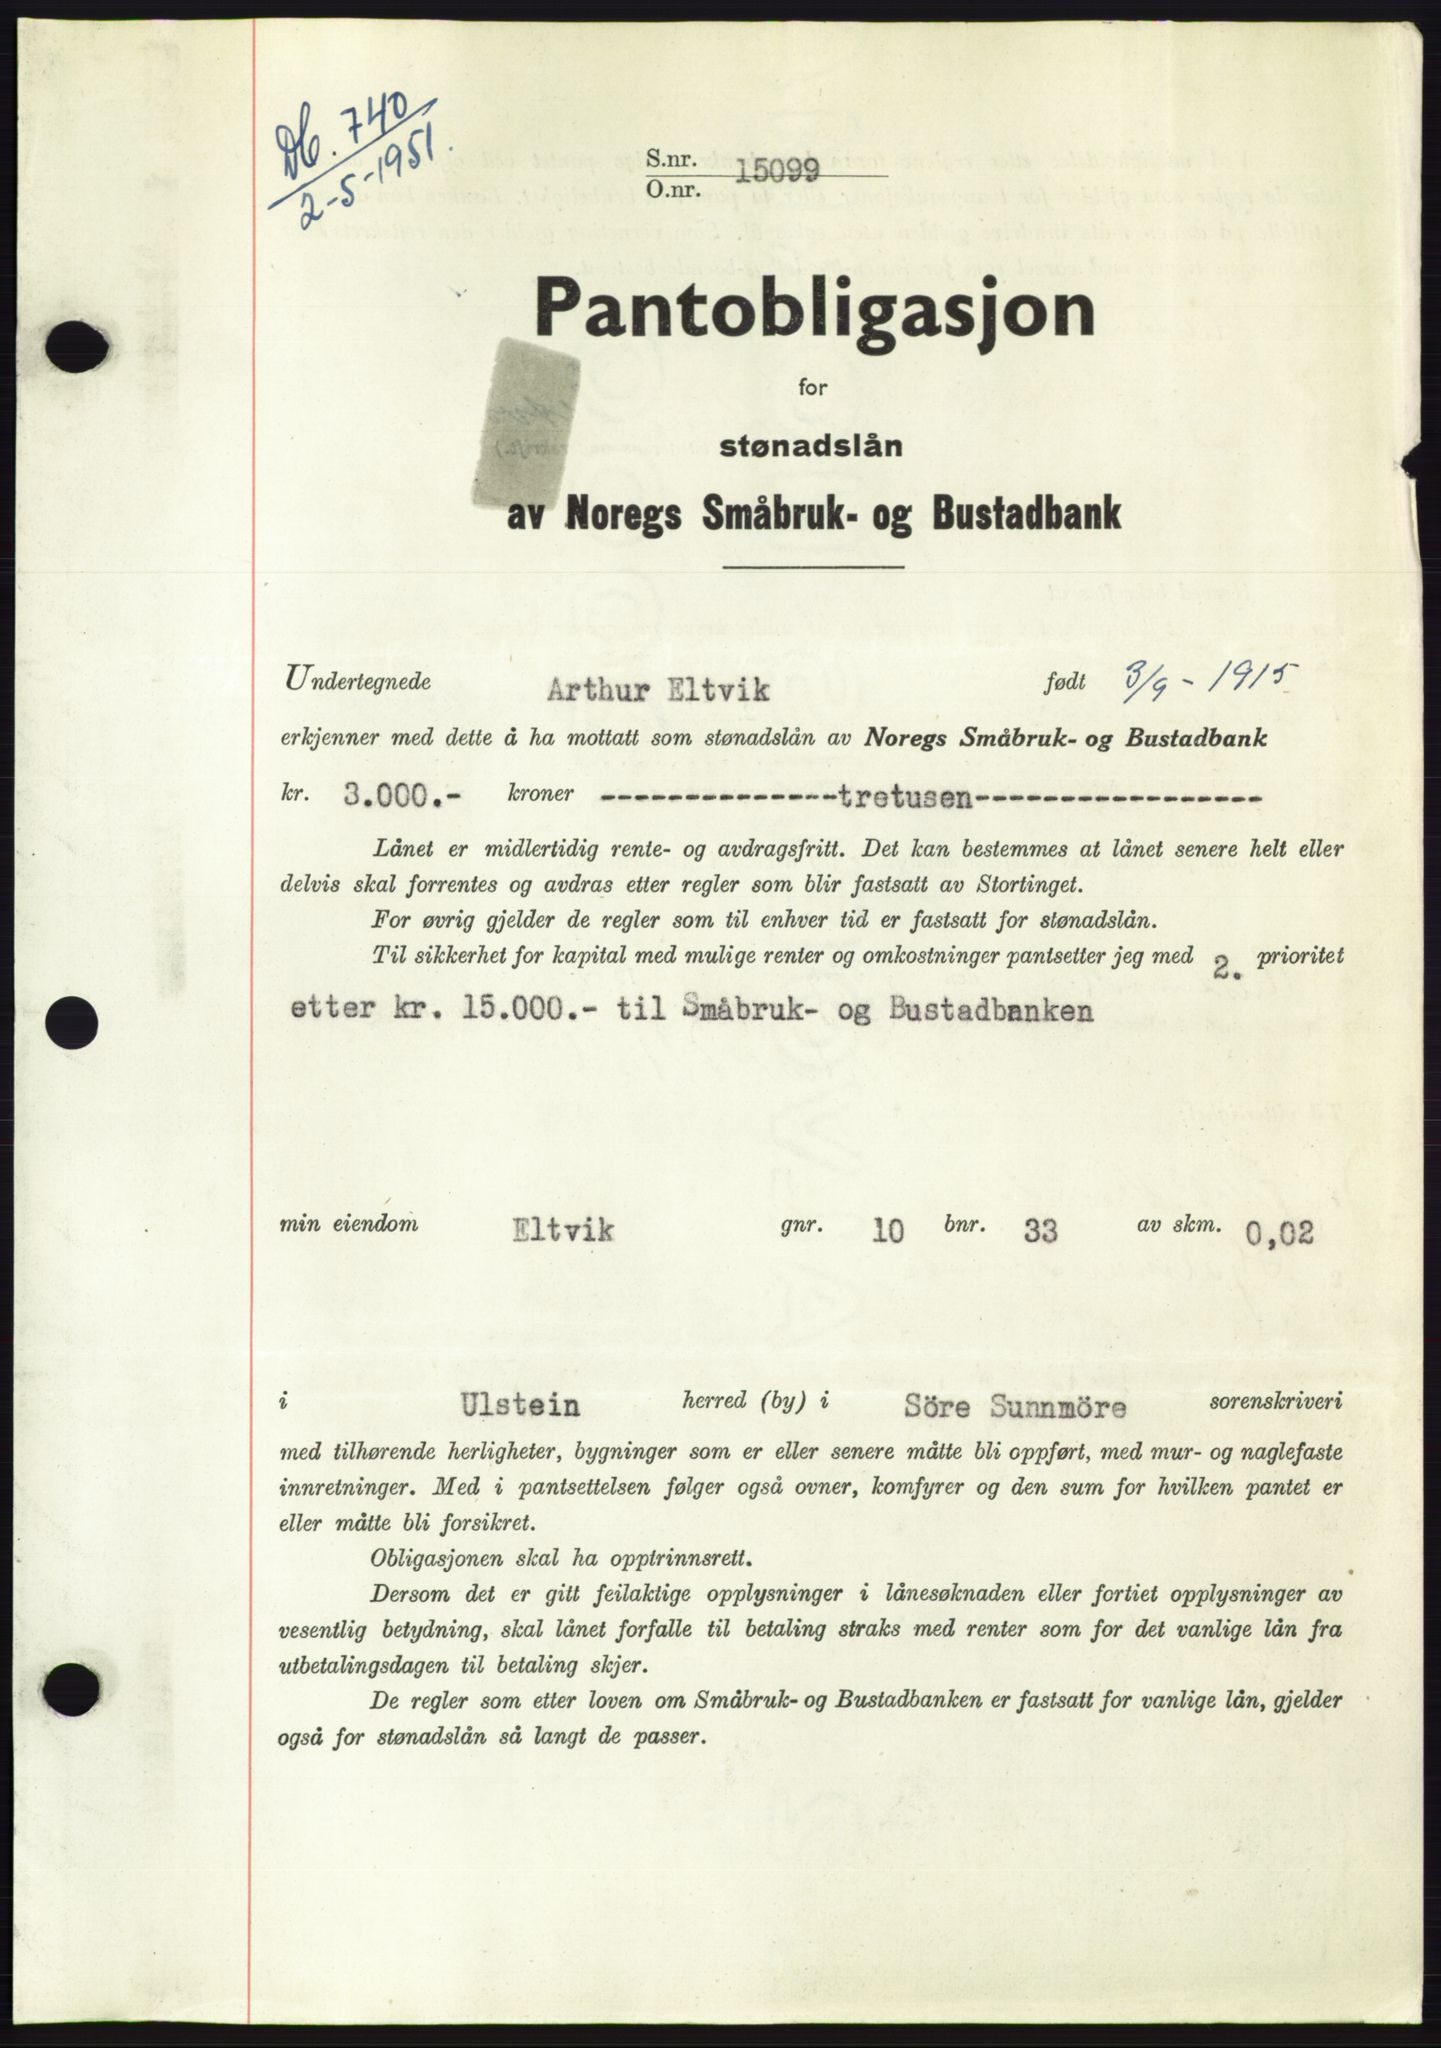 Db. 740
2-5-1951.
S.nr.
15099
O.nr.
Pantobligasjon
for
stønadslån
av Noregs Småbruk- og Bustadbank
Undertegnede Arthur Eltvik født 3/9 - 1915
erkjenner med dette å ha mottatt som stønadslån av Noregs Småbruk- og Bustadbank
kr. 3.000.- kroner --------------tretusen-----------------
Lånet er midlertidig rente- og avdragsfritt. Det kan bestemmes at lånet senere helt eller
delvis skal forrentes og avdras etter regler som blir fastsatt av Stortinget.
For øvrig gjelder de regler som til enhver tid er fastsatt for stønadslån.
Til sikkerhet for kapital med mulige renter og omkostninger pantsetter jeg med 2. prioritet
etter kr. 15.000.- til Småbruk- og Bustadbanken
min eiendom Eltvik gnr. 10 bnr. 33 av skm. 0,02
i Ulstein herred (by) i Söre Sunnmöre sorenskriveri
med tilhørende herligheter, bygninger som er eller senere måtte bli oppført, med mur- og naglefaste
innretninger. Med i pantsettelsen følger også ovner, komfyrer og den sum for hvilken pantet er
eller måtte bli forsikret.
Obligasjonen skal ha opptrinnsrett.
Dersom det er gitt feilaktige opplysninger i lånesøknaden eller fortiet opplysninger av
vesentlig betydning, skal lånet forfalle til betaling straks med renter som for det vanlige lån fra
utbetalingsdagen til betaling skjer.
De regler som etter loven om Småbruk- og Bustadbanken er fastsatt for vanlige lån, gjelder
også for stønadslån så langt de passer.